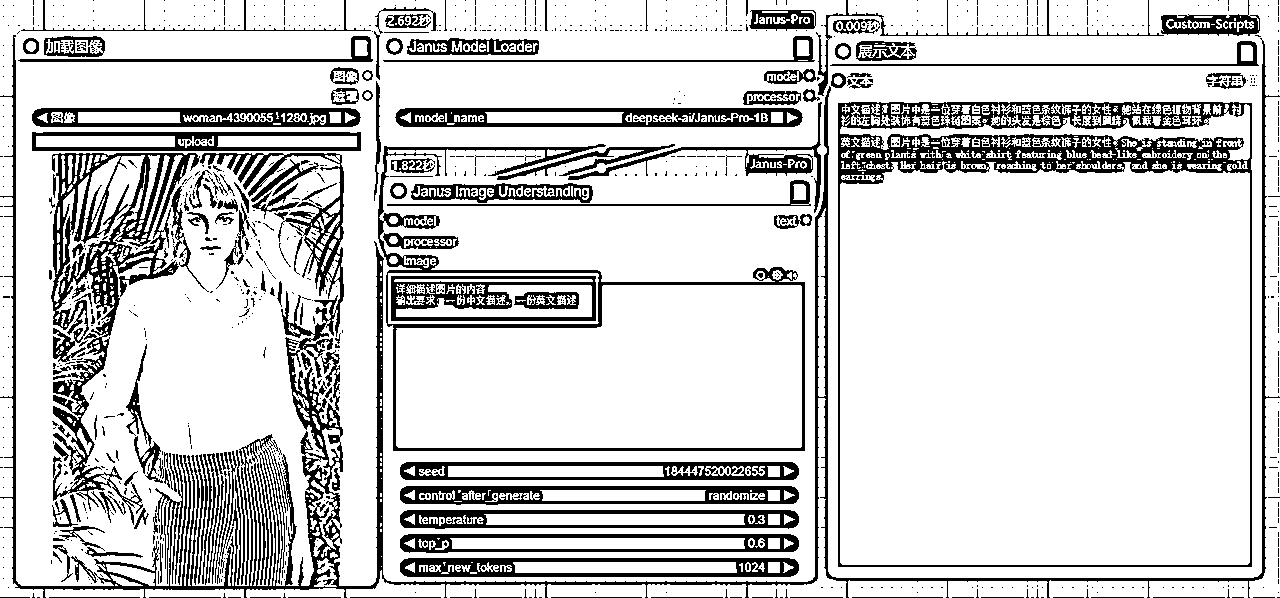 加载图像
图像
遮罩
图像 woman-4390055_1280.jpg
upload
2.692秒
Janus-Pro
Janus Model Loader
model
processor
model_name deepseek-ai/Janus-Pro-1B
1.822秒
Janus-Pro
Janus Image Understanding
model
text
processor
image
详细描述图片的内容
输出要求:一份中文描述,一份英文描述
seed 184447520022655
control_after_generate randomize
temperature 0.3
top_p 0.6
max_new_tokens 1024
0.009秒
Custom-Scripts
展示文本
文本
字符串
中文描述:图片中是一位穿着白色衬衫和蓝色条纹裤子的女性。她站在绿色植物背景前,衬
衫的左胸处装饰有蓝色珠链图案。她的头发是棕色,长度到肩膀,佩戴着金色耳环。
英文描述:图片中是一位穿着白色衬衫和蓝色条纹裤子的女性。She is standing in front
of green plants with a white shirt featuring blue bead-like embroidery on the
left chest. Her hair is brown, reaching to her shoulders, and she is wearing gold
earrings.